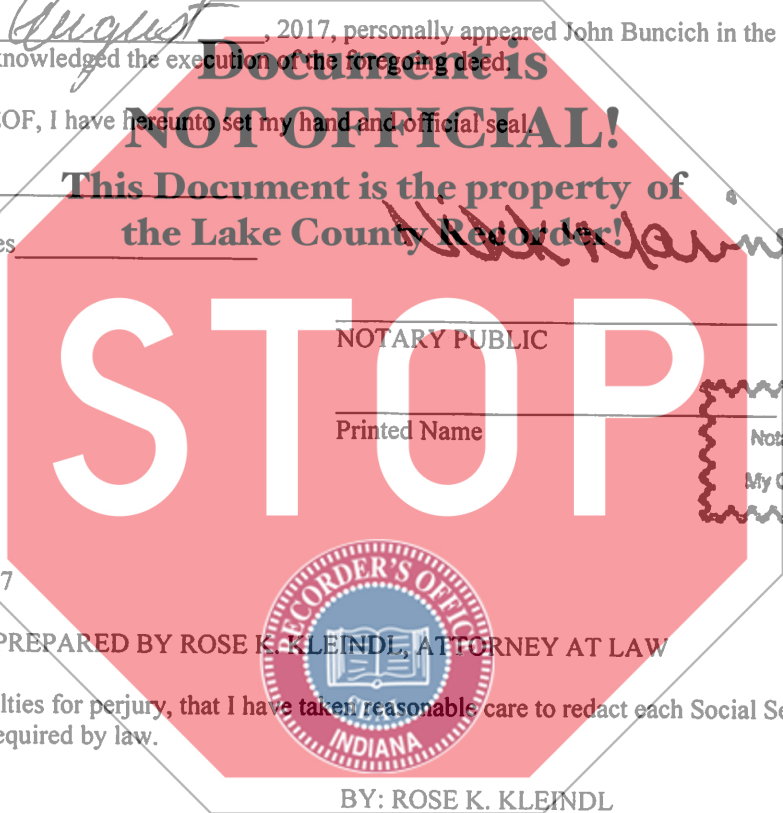 August, 2017, personally appeared John Buncich in the
knowledged the execution of the foregoing deed.
Document is
OF, I have hereunto set my hand and official seal.
NOT OFFICIAL!
This Document is the property of
the Lake County Recorder!
es
STOP
NOTARY PUBLIC
Printed Name
Not
My C
7
RECORDER'S OFFICE
PREPARED BY ROSE K. KLEINDL, ATTORNEY AT LAW
lties for perjury, that I have taken reasonable care to redact each Social Se
equired by law.
INDIANA
BY: ROSE K. KLEINDL